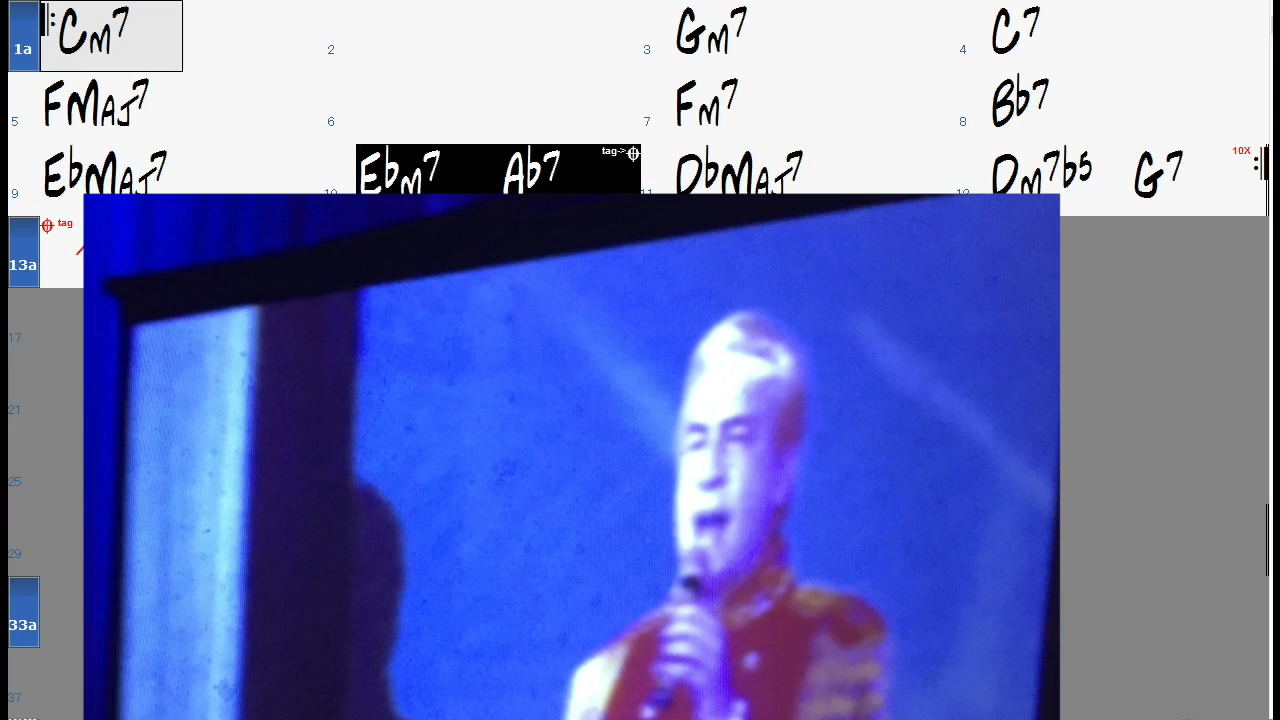 1a Cm7 2 3 Gm7 4 C7
5 FMaj7 6 7 Fm7 8 Bb7
9 EbMaj7 10 Ebm7 Ab7 tag-> 11 DbMaj7 12 Dm7b5 G7 10X
13a tag
17
21
25
29
33a
37